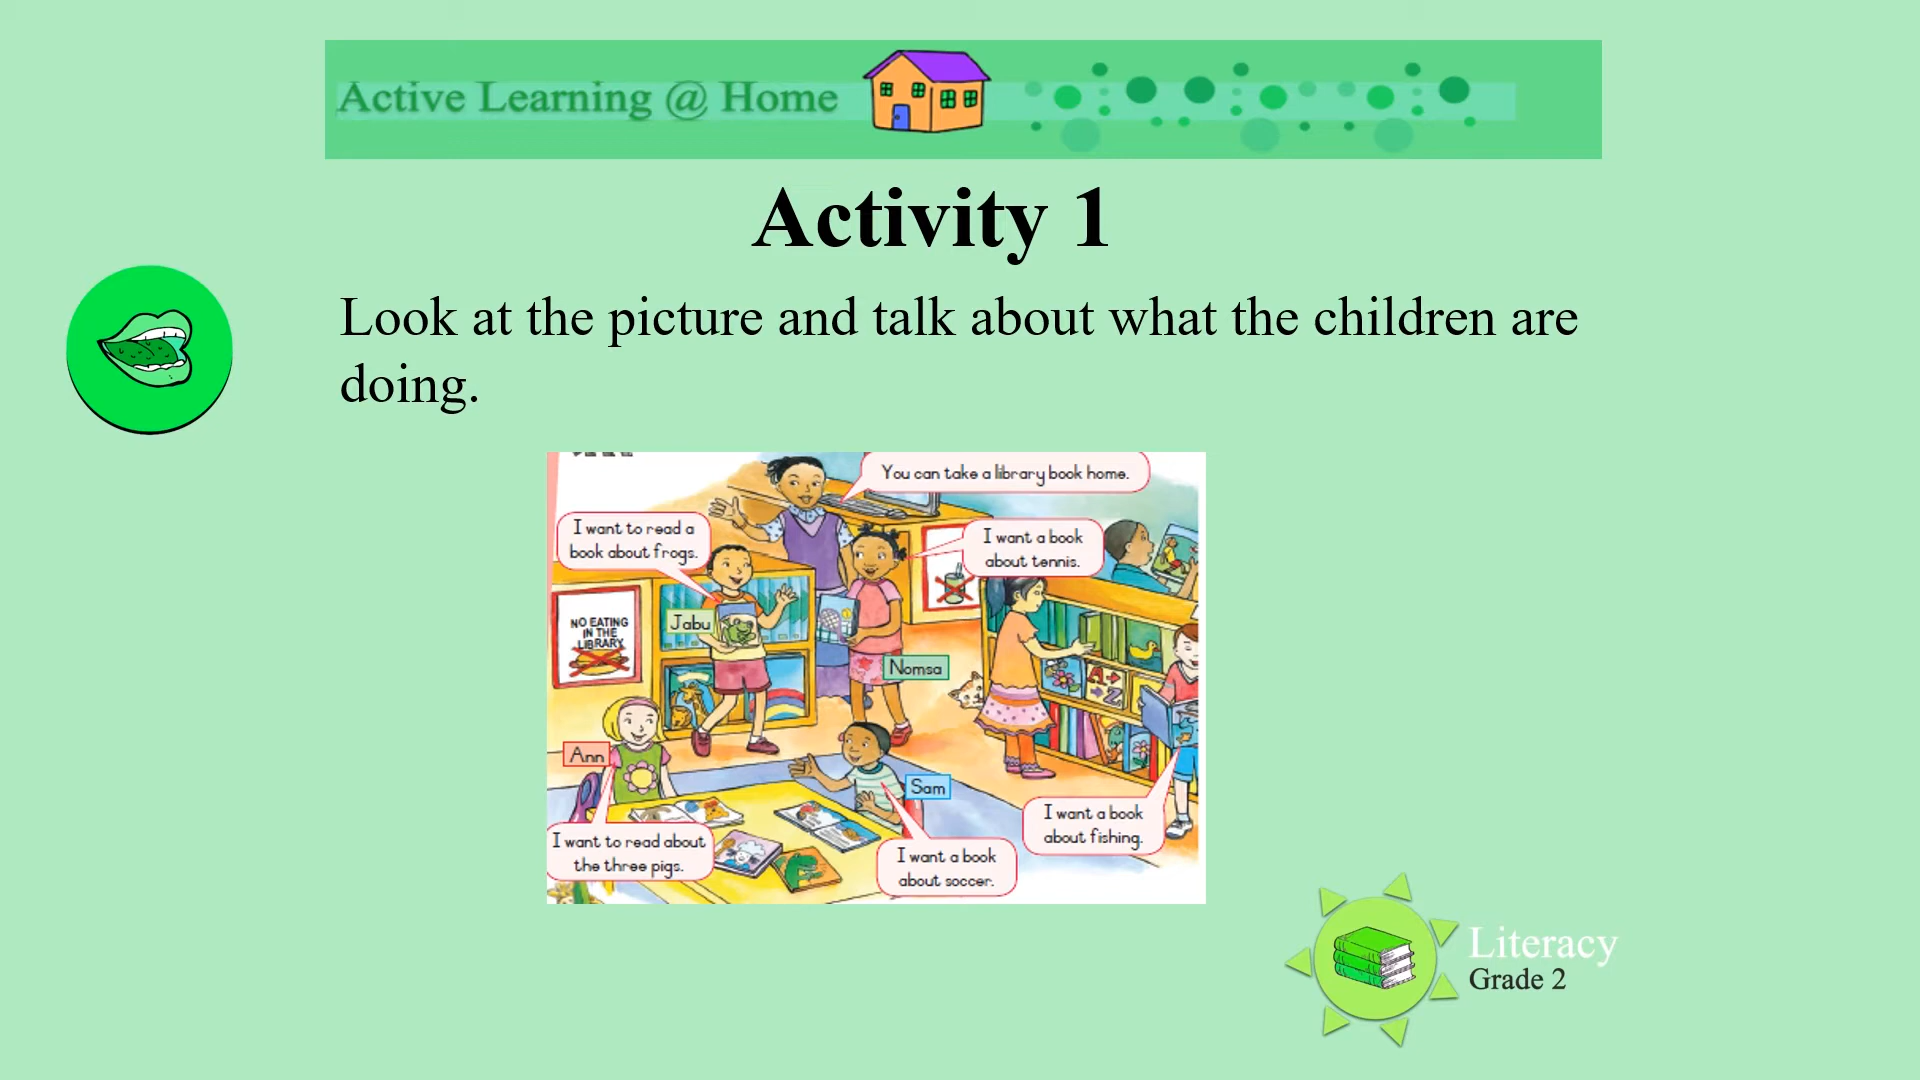 Active Learning @ Home
Activity 1
Look at the picture and talk about what the children are
doing.
You can take a library book home.
I want to read a
book about frogs.
I want a book
about tennis.
Jabu
NO EATING
IN THE
LIBRARY
Nomsa
A
Z
Ann
Sam
I want to read about
the three pigs.
I want a book
about soccer.
I want a book
about fishing.
Literacy
Grade 2